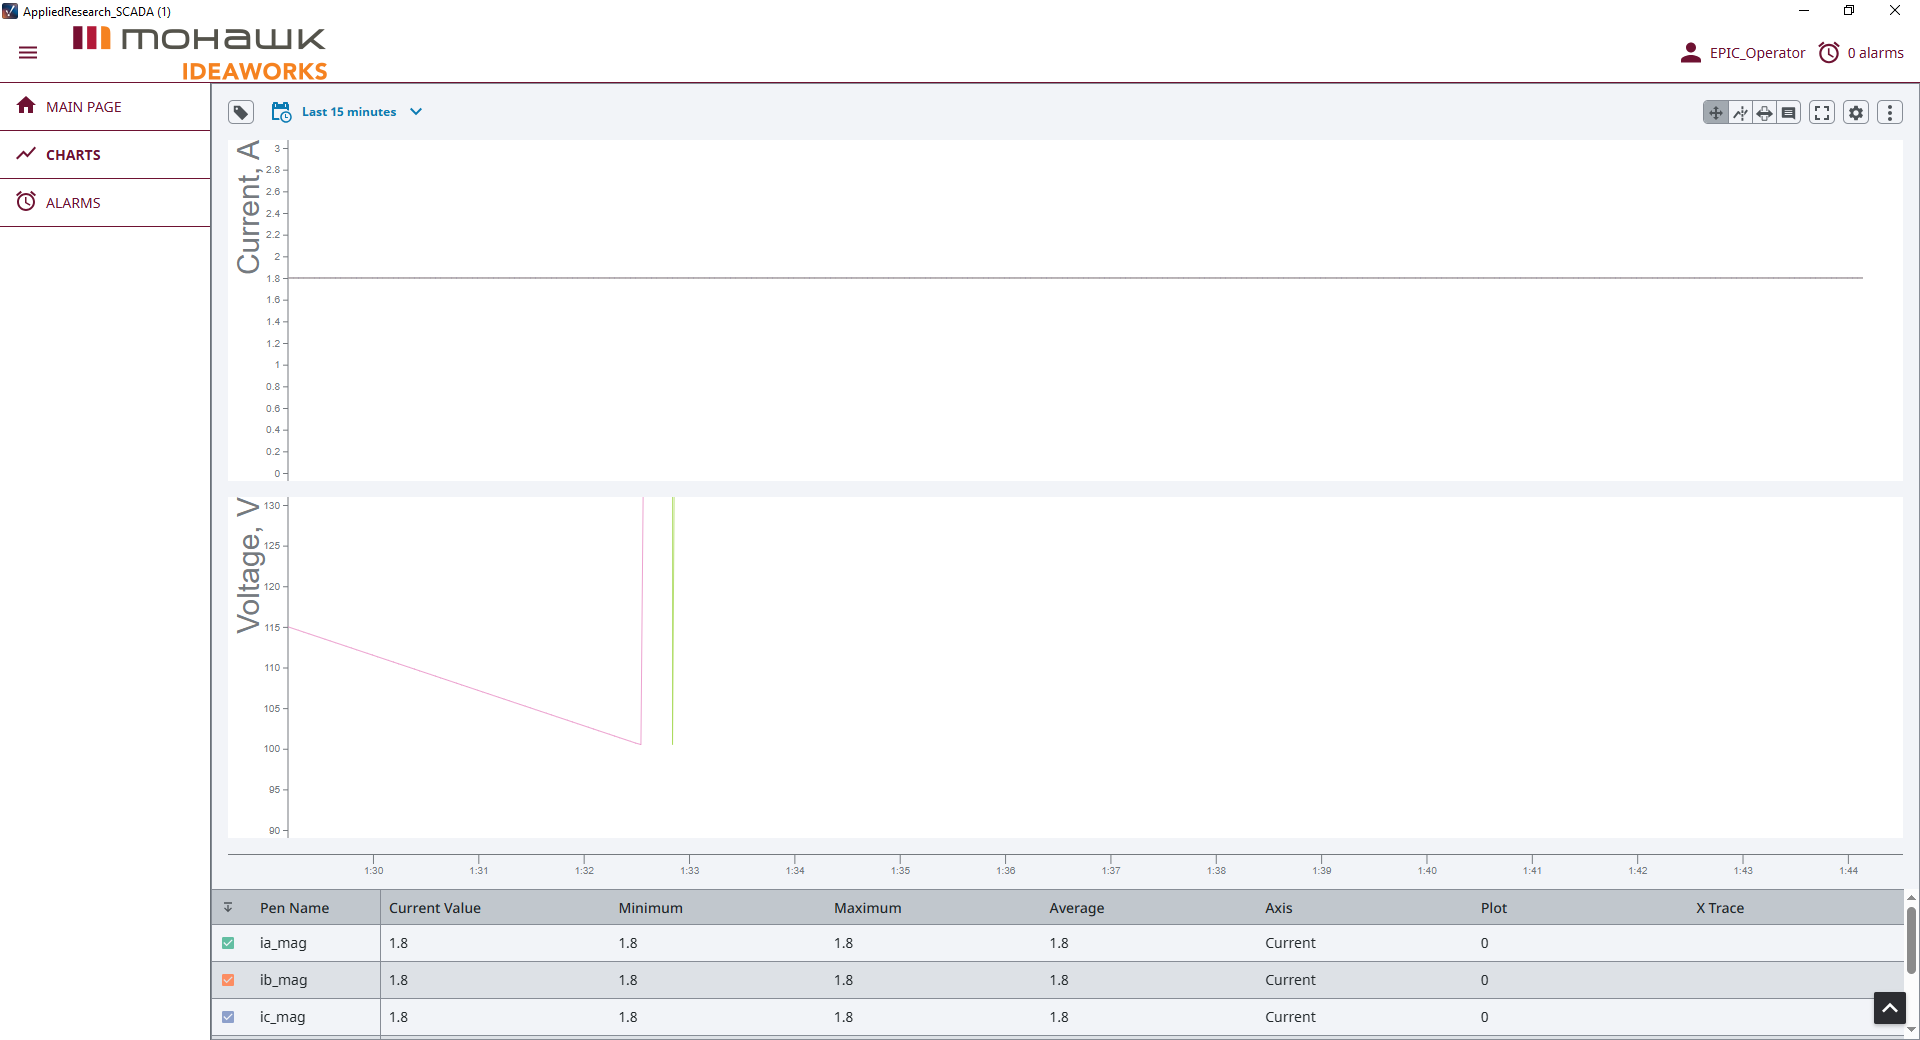 AppliedResearch_SCADA (1)
mohawk
IDEAWORKS
EPIC_Operator
0 alarms
MAIN PAGE
CHARTS
ALARMS
Last 15 minutes
Current, A
3
2.8
2.6
2.4
2.2
2
1.8
1.6
1.4
1.2
1
0.8
0.6
0.4
0.2
0
Voltage, V
130
125
120
115
110
105
100
95
90
1:30 1:31 1:32 1:33 1:34 1:35 1:36 1:37 1:38 1:39 1:40 1:41 1:42 1:43 1:44
Pen Name Current Value Minimum Maximum Average Axis Plot X Trace
ia_mag 1.8 1.8 1.8 1.8 Current 0
ib_mag 1.8 1.8 1.8 1.8 Current 0
ic_mag 1.8 1.8 1.8 1.8 Current 0